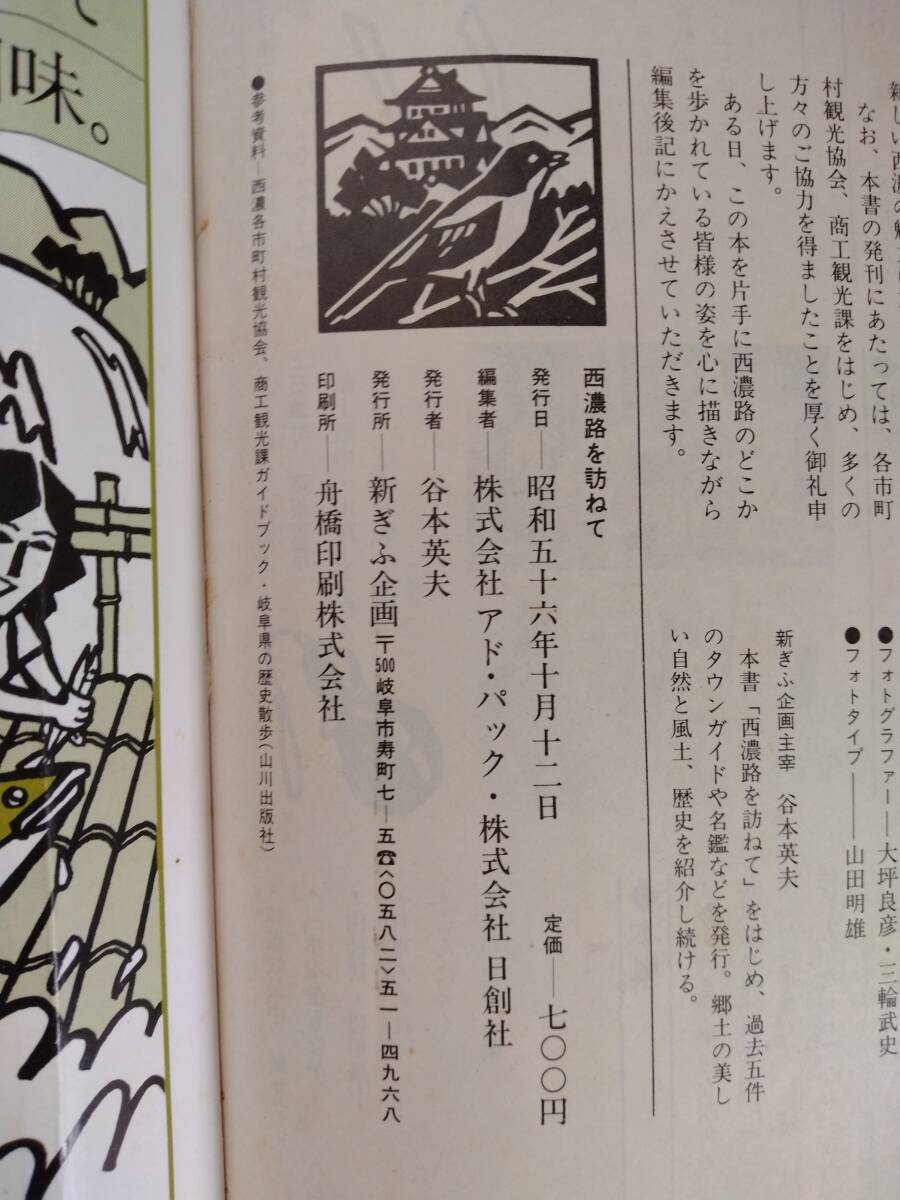 なお、本書の発刊にあたっては、各市町
村観光協会、商工観光課をはじめ、多くの
方々のご協力を得ましたことを厚く御礼申
し上げます。
ある日、この本を片手に西濃路のどこか
を歩かれている皆様の姿を心に描きながら
編集後記にかえさせていただきます。
●フォトグラファー——大坪良彦・三輪武史
●フォトタイプ——山田明雄
新ぎふ企画主宰 谷本英夫
本書「西濃路を訪ねて」をはじめ、過去五件
のタウンガイドや名鑑などを発行。郷土の美し
い自然と風土、歴史を紹介し続ける。
西濃路を訪ねて
発行日—昭和五十六年十月十二日 定価—七〇〇円
編集者—株式会社 アド・パック・株式会社 日創社
発行者—谷本英夫
発行所—新ぎふ企画 〒500岐阜市寿町七—五☎〈〇五八二〉五一—四九六八
印刷所—舟橋印刷株式会社
●参考資料—西濃各市町村観光協会、商工観光課ガイドブック・岐阜県の歴史散歩(山川出版社)
味。